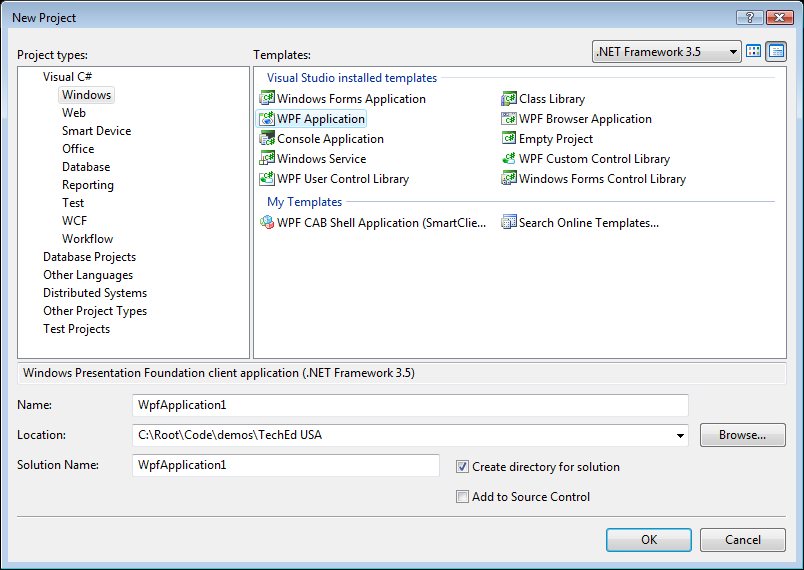 New Project
Project types:
Templates:
.NET Framework 3.5
Visual C#
Windows
Web
Smart Device
Office
Database
Reporting
Test
WCF
Workflow
Database Projects
Other Languages
Distributed Systems
Other Project Types
Test Projects
Visual Studio installed templates
Windows Forms Application
Class Library
WPF Application
WPF Browser Application
Console Application
Empty Project
Windows Service
WPF Custom Control Library
WPF User Control Library
Windows Forms Control Library
My Templates
WPF CAB Shell Application (SmartClie...
Search Online Templates...
Windows Presentation Foundation client application (.NET Framework 3.5)
Name:
WpfApplication1
Location:
C:\Root\Code\demos\TechEd USA
Browse...
Solution Name:
WpfApplication1
Create directory for solution
Add to Source Control
OK
Cancel